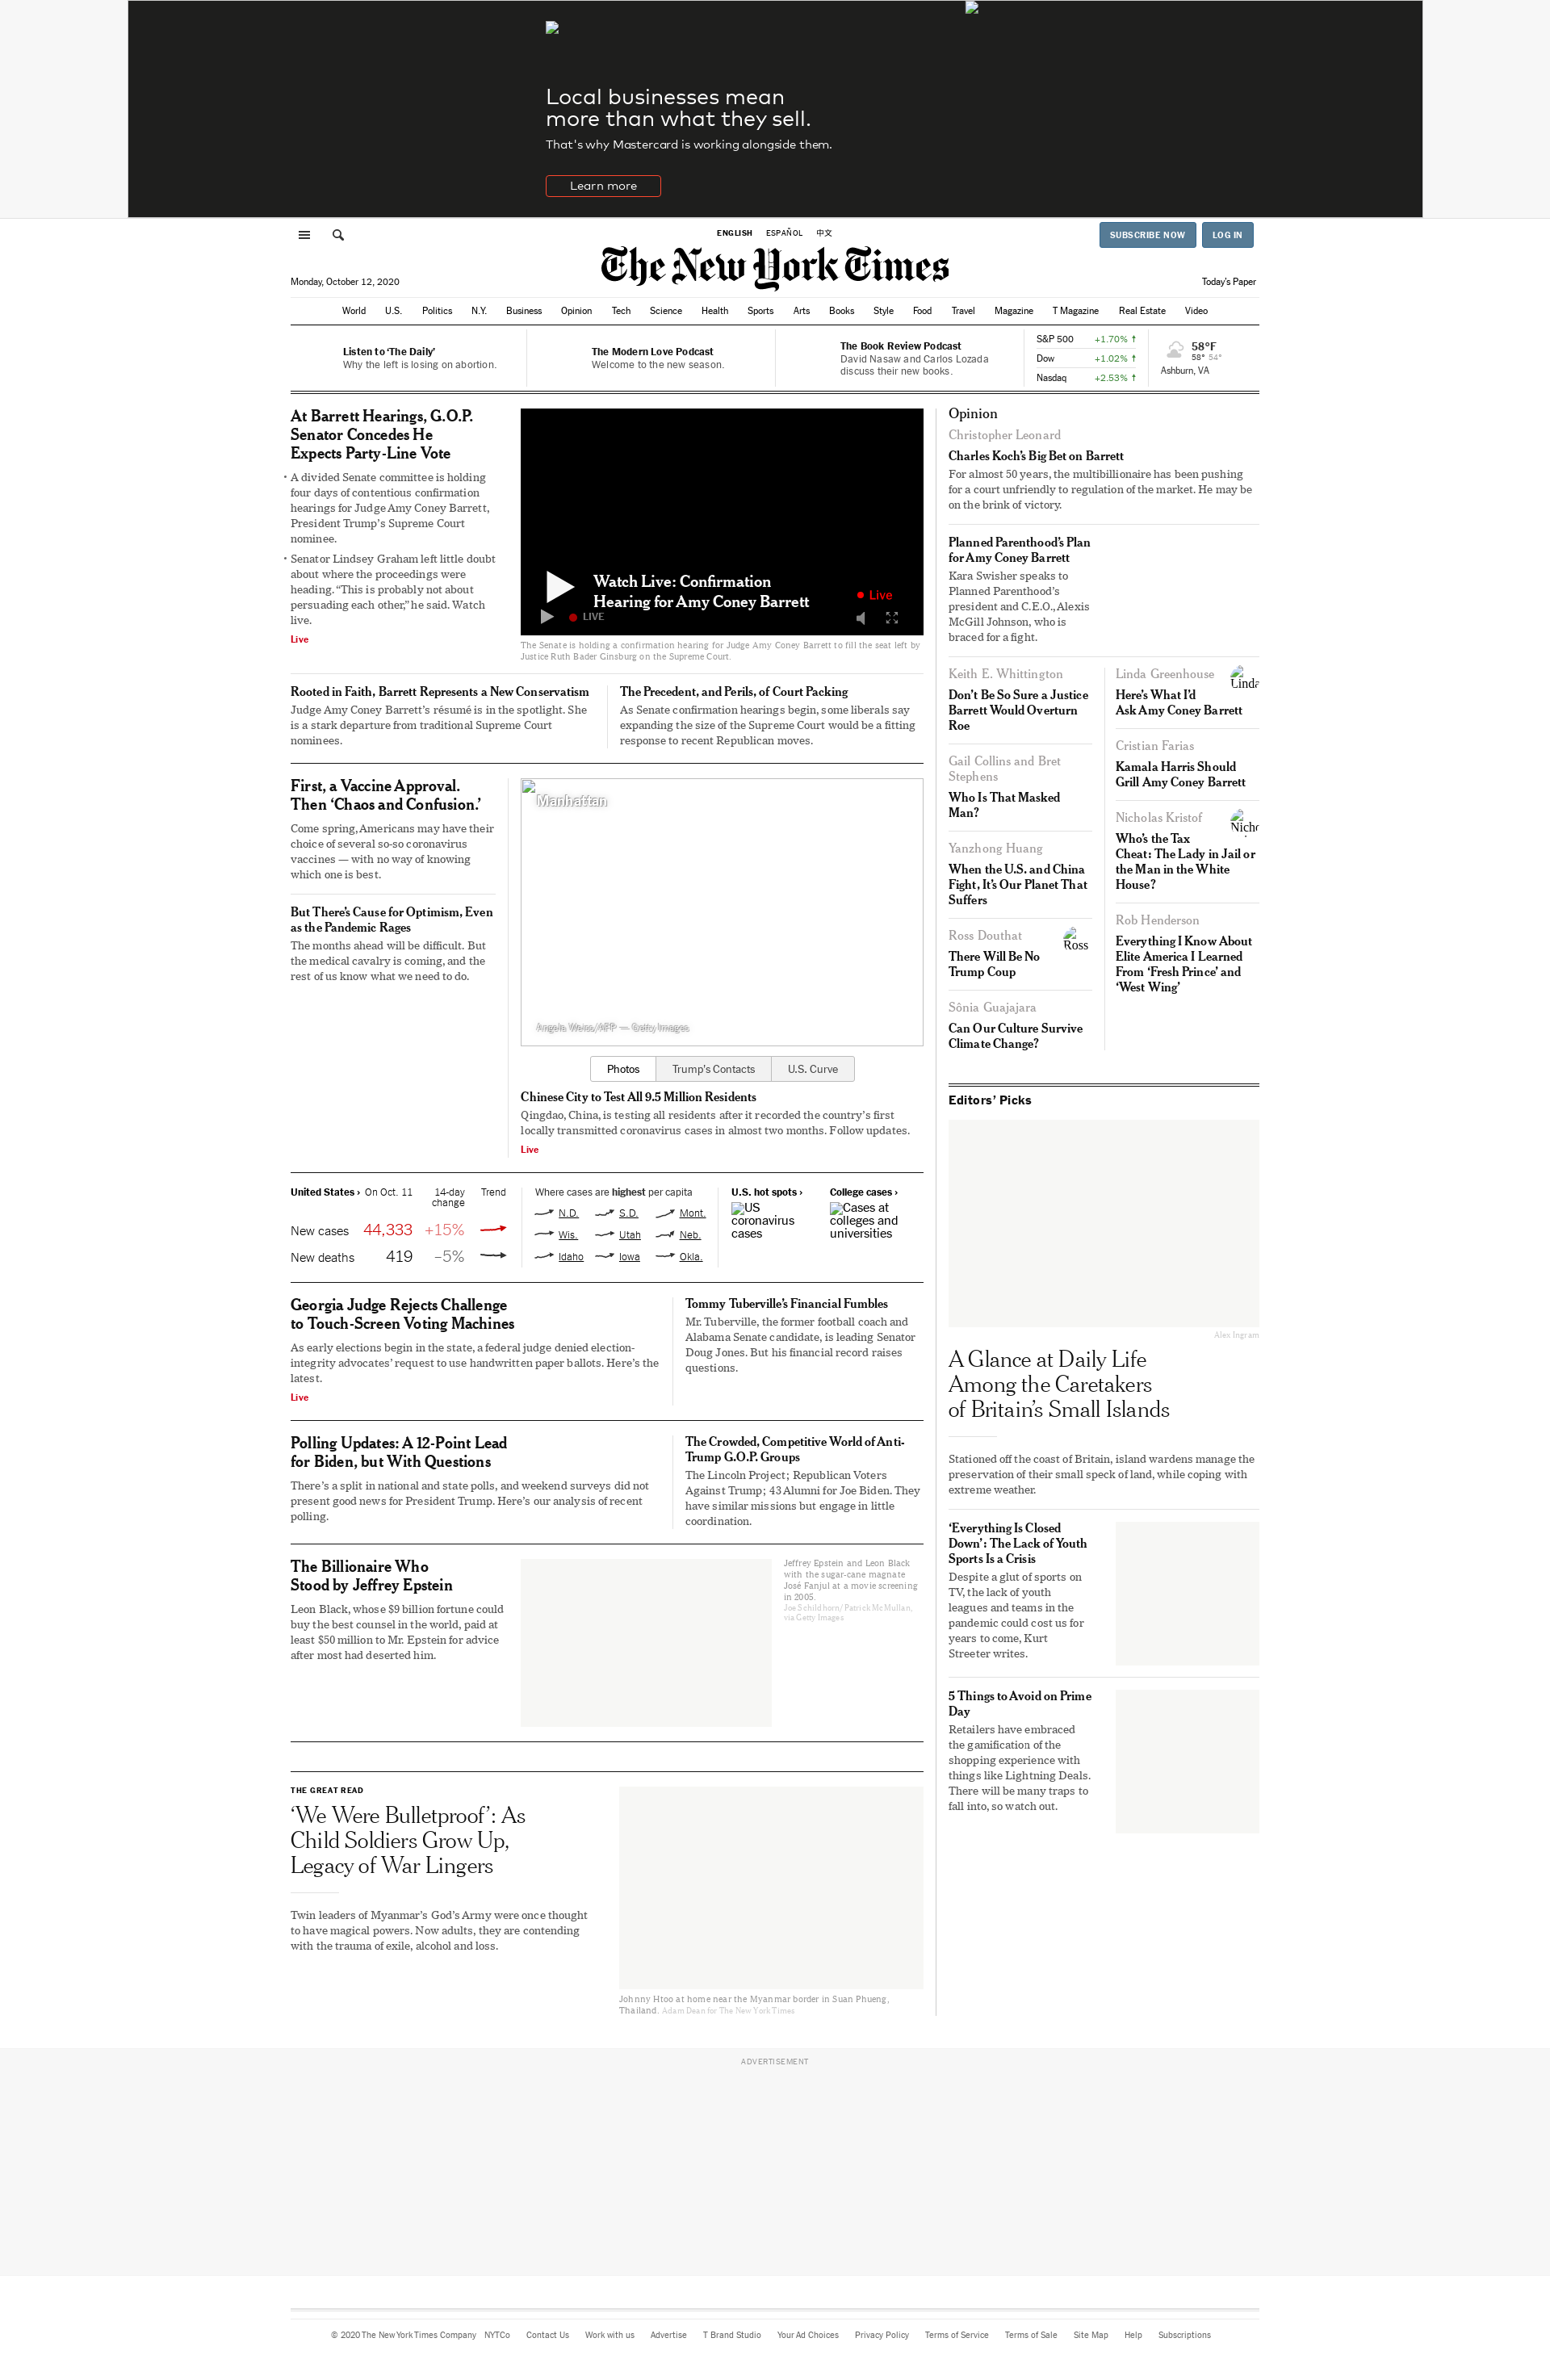 Local businesses mean
more than what they sell.
That's why Mastercard is working alongside them.
Learn more
ENGLISH ESPAÑOL 中文
SUBSCRIBE NOW LOG IN
The New York Times
Monday, October 12, 2020
Today's Paper
World U.S. Politics N.Y. Business Opinion Tech Science Health Sports Arts Books Style Food Travel Magazine T Magazine Real Estate Video
Listen to ‘The Daily’
Why the left is losing on abortion.
The Modern Love Podcast
Welcome to the new season.
The Book Review Podcast
David Nasaw and Carlos Lozada
discuss their new books.
S&P 500 +1.70% ↑
Dow +1.02% ↑
Nasdaq +2.53% ↑
58°F
58° 54°
Ashburn, VA
At Barrett Hearings, G.O.P.
Senator Concedes He
Expects Party-Line Vote
• A divided Senate committee is holding
four days of contentious confirmation
hearings for Judge Amy Coney Barrett,
President Trump’s Supreme Court
nominee.
• Senator Lindsey Graham left little doubt
about where the proceedings were
heading. “This is probably not about
persuading each other,” he said. Watch
live.
Live
Watch Live: Confirmation
Hearing for Amy Coney Barrett
Live
LIVE
The Senate is holding a confirmation hearing for Judge Amy Coney Barrett to fill the seat left by
Justice Ruth Bader Ginsburg on the Supreme Court.
Rooted in Faith, Barrett Represents a New Conservatism
Judge Amy Coney Barrett’s résumé is in the spotlight. She
is a stark departure from traditional Supreme Court
nominees.
The Precedent, and Perils, of Court Packing
As Senate confirmation hearings begin, some liberals say
expanding the size of the Supreme Court would be a fitting
response to recent Republican moves.
First, a Vaccine Approval.
Then ‘Chaos and Confusion.’
Come spring, Americans may have their
choice of several so-so coronavirus
vaccines — with no way of knowing
which one is best.
But There’s Cause for Optimism, Even
as the Pandemic Rages
The months ahead will be difficult. But
the medical cavalry is coming, and the
rest of us know what we need to do.
Manhattan
Angela Weiss/AFP — Getty Images
Photos Trump's Contacts U.S. Curve
Chinese City to Test All 9.5 Million Residents
Qingdao, China, is testing all residents after it recorded the country’s first
locally transmitted coronavirus cases in almost two months. Follow updates.
Live
United States › On Oct. 11 14-day
change Trend
New cases 44,333 +15%
New deaths 419 –5%
Where cases are highest per capita
N.D. S.D. Mont.
Wis. Utah Neb.
Idaho Iowa Okla.
U.S. hot spots ›
US
coronavirus
cases
College cases ›
Cases at
colleges and
universities
Georgia Judge Rejects Challenge
to Touch-Screen Voting Machines
As early elections begin in the state, a federal judge denied election-
integrity advocates’ request to use handwritten paper ballots. Here’s the
latest.
Live
Tommy Tuberville’s Financial Fumbles
Mr. Tuberville, the former football coach and
Alabama Senate candidate, is leading Senator
Doug Jones. But his financial record raises
questions.
Polling Updates: A 12-Point Lead
for Biden, but With Questions
There’s a split in national and state polls, and weekend surveys did not
present good news for President Trump. Here’s our analysis of recent
polling.
The Crowded, Competitive World of Anti-
Trump G.O.P. Groups
The Lincoln Project; Republican Voters
Against Trump; 43 Alumni for Joe Biden. They
have similar missions but engage in little
coordination.
The Billionaire Who
Stood by Jeffrey Epstein
Leon Black, whose $9 billion fortune could
buy the best counsel in the world, paid at
least $50 million to Mr. Epstein for advice
after most had deserted him.
Jeffrey Epstein and Leon Black
with the sugar-cane magnate
José Fanjul at a movie screening
in 2005.
Joe Schildhorn/Patrick McMullan,
via Getty Images
THE GREAT READ
‘We Were Bulletproof’: As
Child Soldiers Grow Up,
Legacy of War Lingers
Twin leaders of Myanmar’s God’s Army were once thought
to have magical powers. Now adults, they are contending
with the trauma of exile, alcohol and loss.
Johnny Htoo at home near the Myanmar border in Suan Phueng,
Thailand. Adam Dean for The New York Times
Opinion
Christopher Leonard
Charles Koch’s Big Bet on Barrett
For almost 50 years, the multibillionaire has been pushing
for a court unfriendly to regulation of the market. He may be
on the brink of victory.
Planned Parenthood’s Plan
for Amy Coney Barrett
Kara Swisher speaks to
Planned Parenthood’s
president and C.E.O., Alexis
McGill Johnson, who is
braced for a fight.
Keith E. Whittington
Don’t Be So Sure a Justice
Barrett Would Overturn
Roe
Gail Collins and Bret
Stephens
Who Is That Masked
Man?
Yanzhong Huang
When the U.S. and China
Fight, It’s Our Planet That
Suffers
Ross Douthat
Ross
There Will Be No
Trump Coup
Sônia Guajajara
Can Our Culture Survive
Climate Change?
Linda Greenhouse
Linda
Here’s What I’d
Ask Amy Coney Barrett
Cristian Farias
Kamala Harris Should
Grill Amy Coney Barrett
Nicholas Kristof
Nicho
Who’s the Tax
Cheat: The Lady in Jail or
the Man in the White
House?
Rob Henderson
Everything I Know About
Elite America I Learned
From ‘Fresh Prince’ and
‘West Wing’
Editors’ Picks
Alex Ingram
A Glance at Daily Life
Among the Caretakers
of Britain’s Small Islands
Stationed off the coast of Britain, island wardens manage the
preservation of their small speck of land, while coping with
extreme weather.
‘Everything Is Closed
Down’: The Lack of Youth
Sports Is a Crisis
Despite a glut of sports on
TV, the lack of youth
leagues and teams in the
pandemic could cost us for
years to come, Kurt
Streeter writes.
5 Things to Avoid on Prime
Day
Retailers have embraced
the gamification of the
shopping experience with
things like Lightning Deals.
There will be many traps to
fall into, so watch out.
ADVERTISEMENT
© 2020 The New York Times Company NYTCo Contact Us Work with us Advertise T Brand Studio Your Ad Choices Privacy Policy Terms of Service Terms of Sale Site Map Help Subscriptions